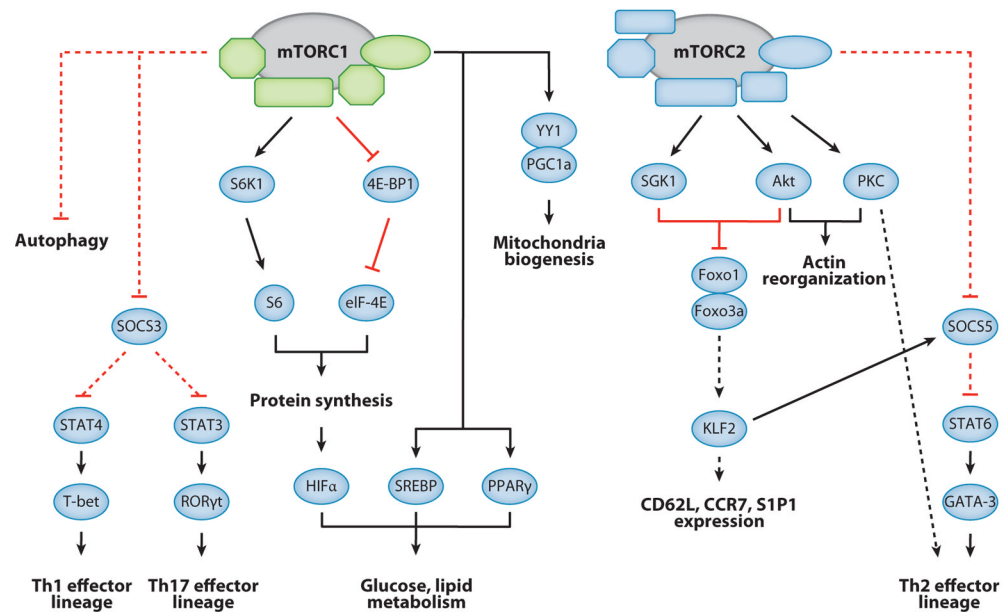 mTORC1
mTORC2
YY1
PGC1a
S6K1
4E-BP1
SGK1
Akt
PKC
Autophagy
Mitochondria
biogenesis
Actin
reorganization
Foxo1
Foxo3a
S6
eIF-4E
SOCS3
SOCS5
Protein synthesis
STAT4
STAT3
KLF2
STAT6
HIFα
SREBP
PPARγ
T-bet
RORγt
GATA-3
CD62L, CCR7, S1P1
expression
Th1 effector
lineage
Th17 effector
lineage
Glucose, lipid
metabolism
Th2 effector
lineage